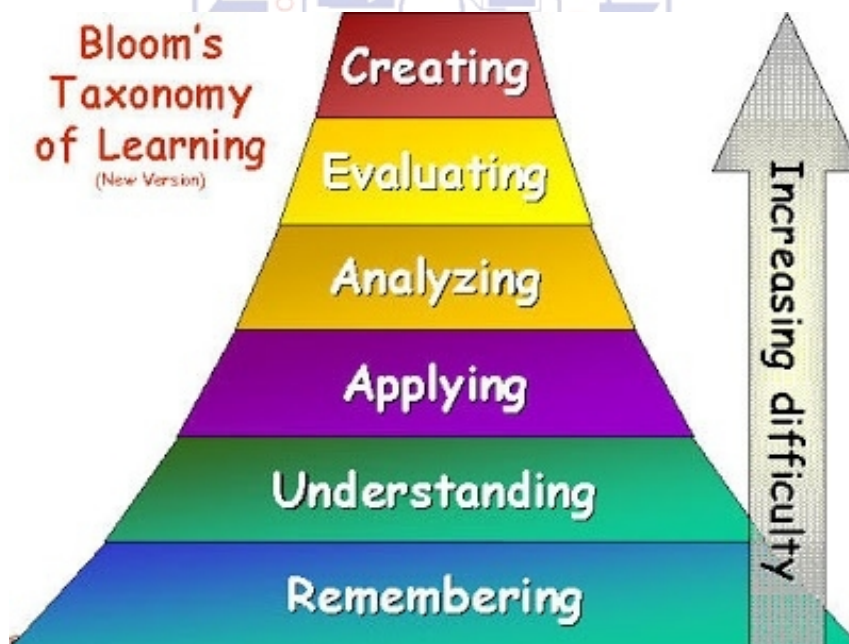 Bloom's
Taxonomy
of Learning
(New Version)
Creating
Evaluating
Analyzing
Applying
Understanding
Remembering
Increasing difficulty